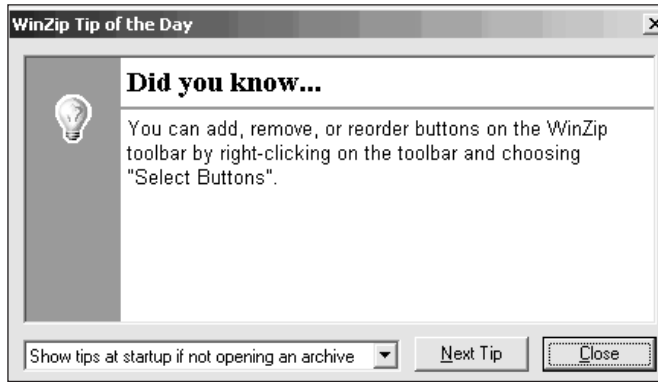 WinZip Tip of the Day
Did you know...
You can add, remove, or reorder buttons on the WinZip
toolbar by right-clicking on the toolbar and choosing
"Select Buttons".
Show tips at startup if not opening an archive
Next Tip
Close